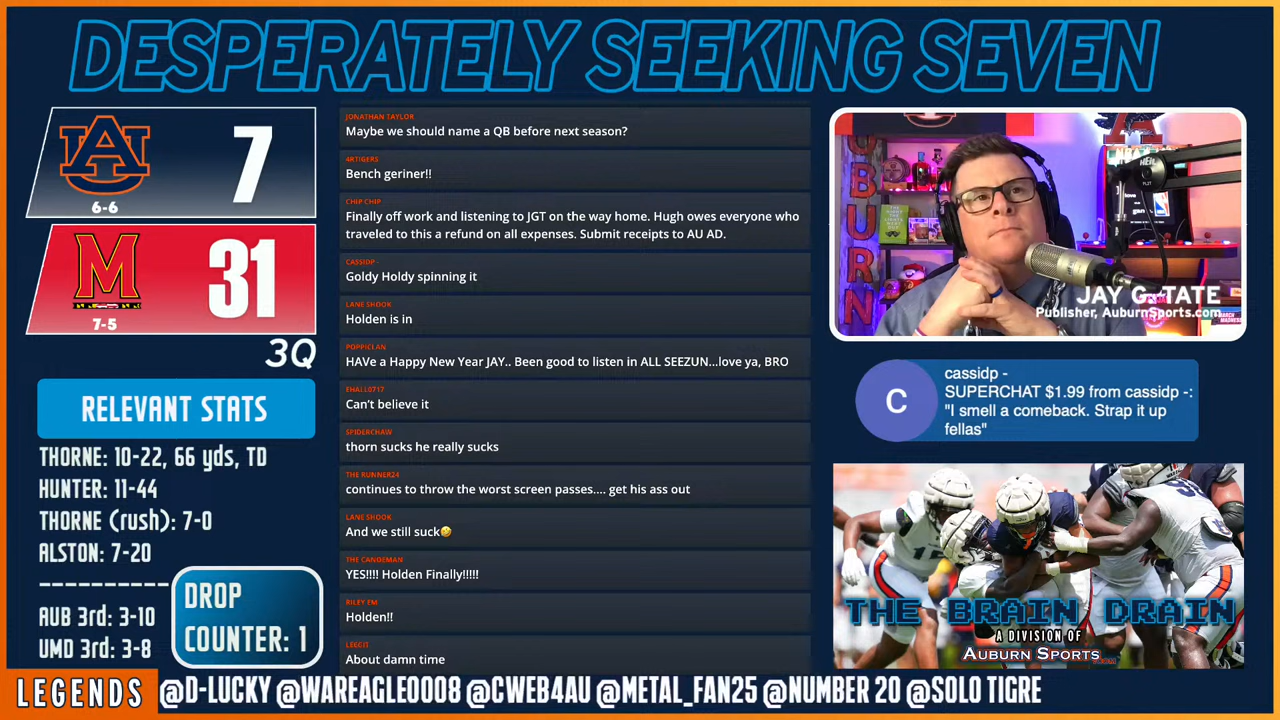 DESPERATELY SEEKING SEVEN
7
6-6
31
7-5
3Q
RELEVANT STATS
THORNE: 10-22, 66 yds, TD
HUNTER: 11-44
THORNE (rush): 7-0
ALSTON: 7-20
AUB 3rd: 3-10
UMD 3rd: 3-8
DROP
COUNTER: 1
JONATHAN TAYLOR
Maybe we should name a QB before next season?
4RTIGERS
Bench geriner!!
CHIP CHIP
Finally off work and listening to JGT on the way home. Hugh owes everyone who
traveled to this a refund on all expenses. Submit receipts to AU AD.
CASSIDP -
Goldy Holdy spinning it
LANE SHOOK
Holden is in
POPPICLAN
HAVe a Happy New Year JAY.. Been good to listen in ALL SEEZUN...love ya, BRO
EHALL0717
Can't believe it
SPIDERCHAW
thorn sucks he really sucks
THE RUNNER24
continues to throw the worst screen passes.... get his ass out
LANE SHOOK
And we still suck🤣
THE CANOEMAN
YES!!!! Holden Finally!!!!!
RILEY EM
Holden!!
LEEGIS
About damn time
JAY G. TATE
Publisher, AuburnSports.com
C
cassidp -
SUPERCHAT $1.99 from cassidp -:
"I smell a comeback. Strap it up
fellas"
THE BRAIN DRAIN
A DIVISION OF
AUBURN SPORTS
LEGENDS @D-LUCKY @WAREAGLE0008 @CWEB4AU @METAL_FAN25 @NUMBER 20 @SOLO TIGRE